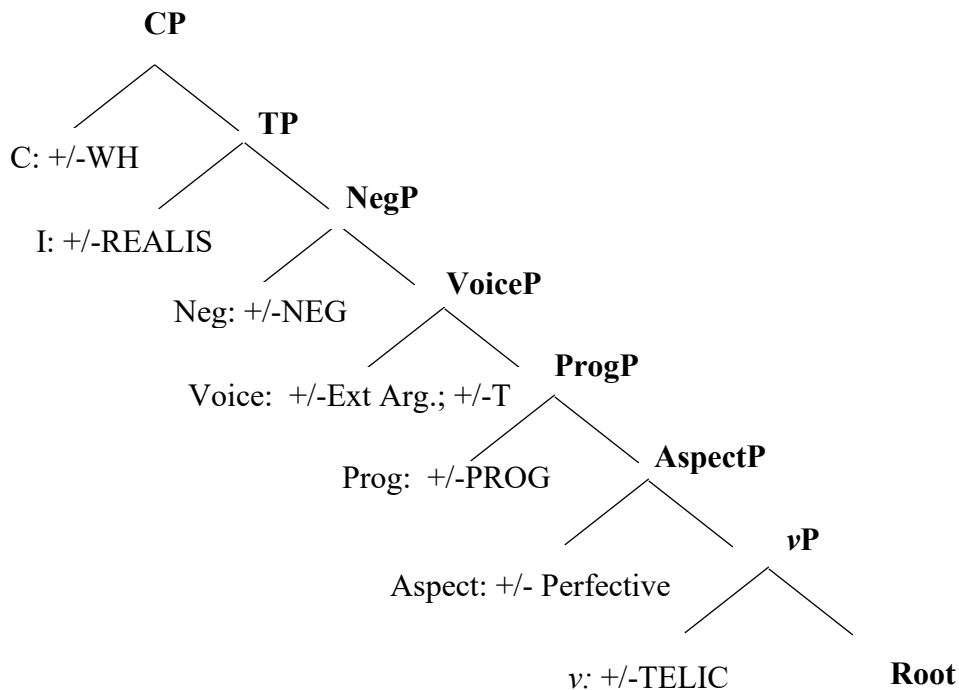 CP
TP
C: +/-WH
NegP
I: +/-REALIS
VoiceP
Neg: +/-NEG
ProgP
Voice: +/-Ext Arg.; +/-T
AspectP
Prog: +/-PROG
vP
Aspect: +/- Perfective
v: +/-TELIC
Root